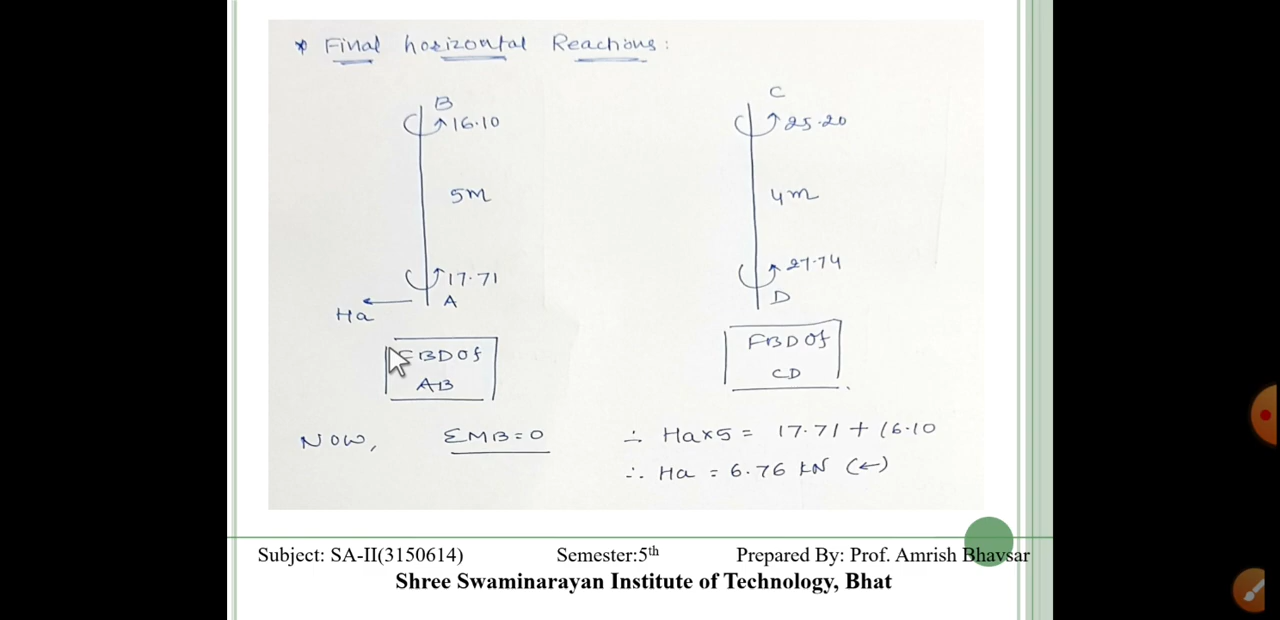 * Final horizontal Reactions:
B
↑16.10
5m
↑17.71
A
Ha
FBD Of
AB
C
↑25.20
4m
↑27.74
D
FBD Of
CD
Now, ΣMB=0 ∴ Ha×5 = 17.71 + 16.10
∴ Ha = 6.76 kN (←)
Subject: SA-II(3150614) Semester:5th Prepared By: Prof. Amrish Bhavsar
Shree Swaminarayan Institute of Technology, Bhat